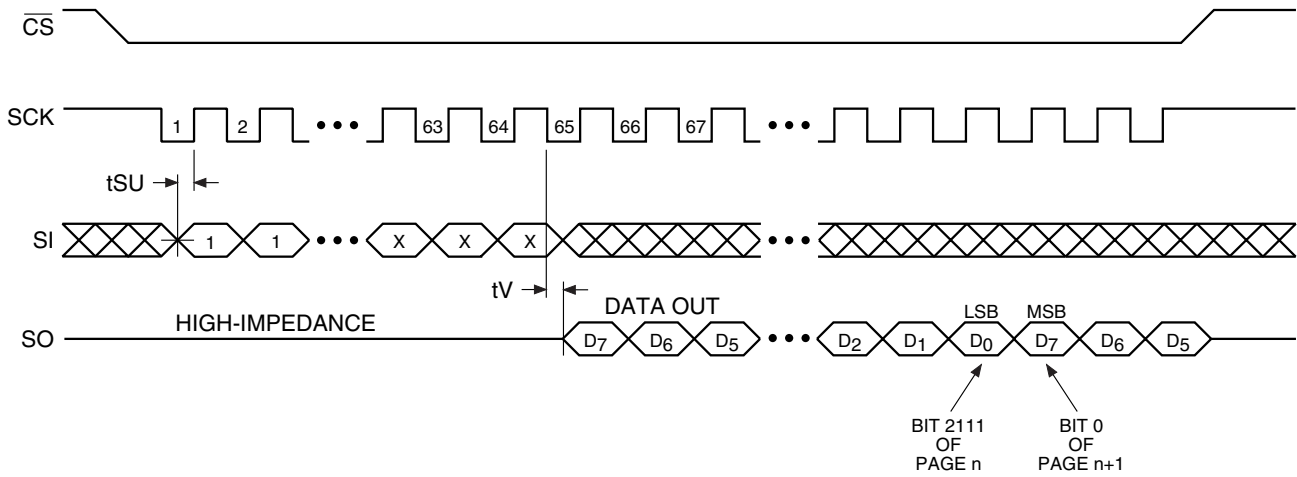 CS
SCK
1 2 63 64 65 66 67
tSU
SI
1 1 X X X
tV
DATA OUT
HIGH-IMPEDANCE
LSB MSB
SO
D7 D6 D5 D2 D1 D0 D7 D6 D5
BIT 2111
OF
PAGE n
BIT 0
OF
PAGE n+1